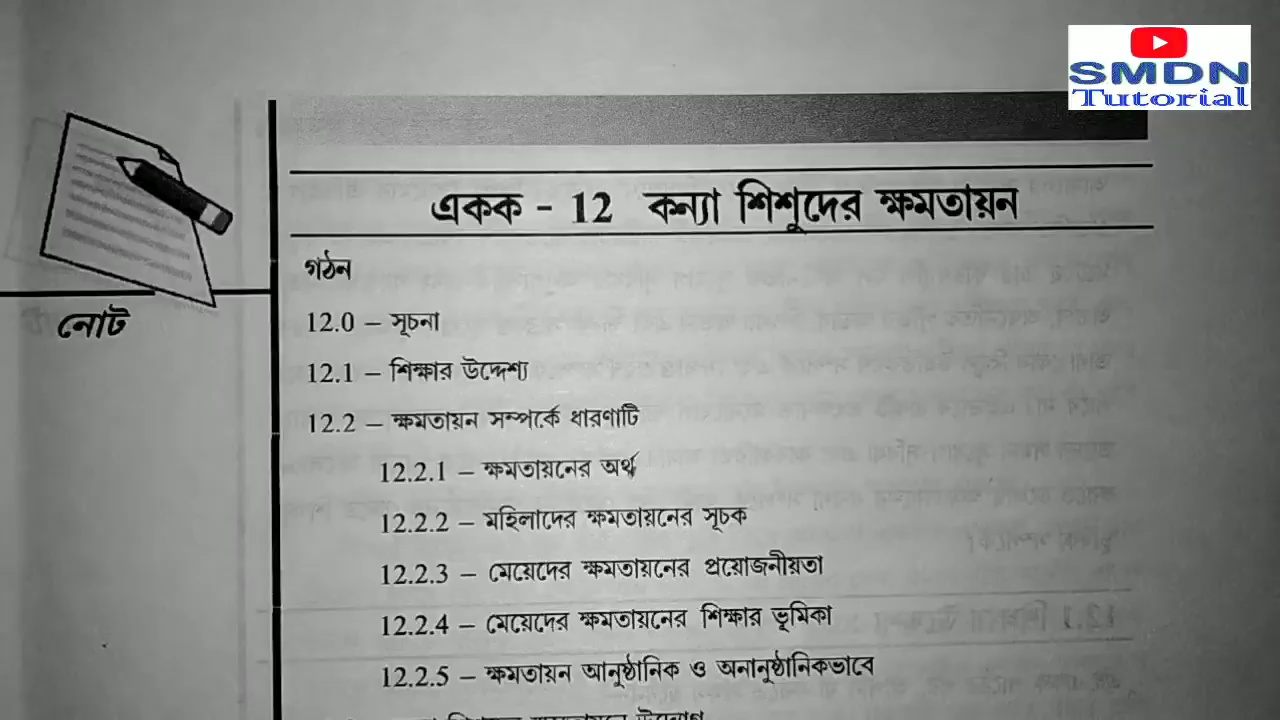 SMDN
Tutorial
একক - 12 কন্যা শিশুদের ক্ষমতায়ন
নোট
গঠন
12.0 – সূচনা
12.1 – শিক্ষার উদ্দেশ্য
12.2 – ক্ষমতায়ন সম্পর্কে ধারণাটি
12.2.1 – ক্ষমতায়নের অর্থ
12.2.2 – মহিলাদের ক্ষমতায়নের সূচক
12.2.3 – মেয়েদের ক্ষমতায়নের প্রয়োজনীয়তা
12.2.4 – মেয়েদের ক্ষমতায়নের শিক্ষার ভূমিকা
12.2.5 – ক্ষমতায়ন আনুষ্ঠানিক ও অনানুষ্ঠানিকভাবে